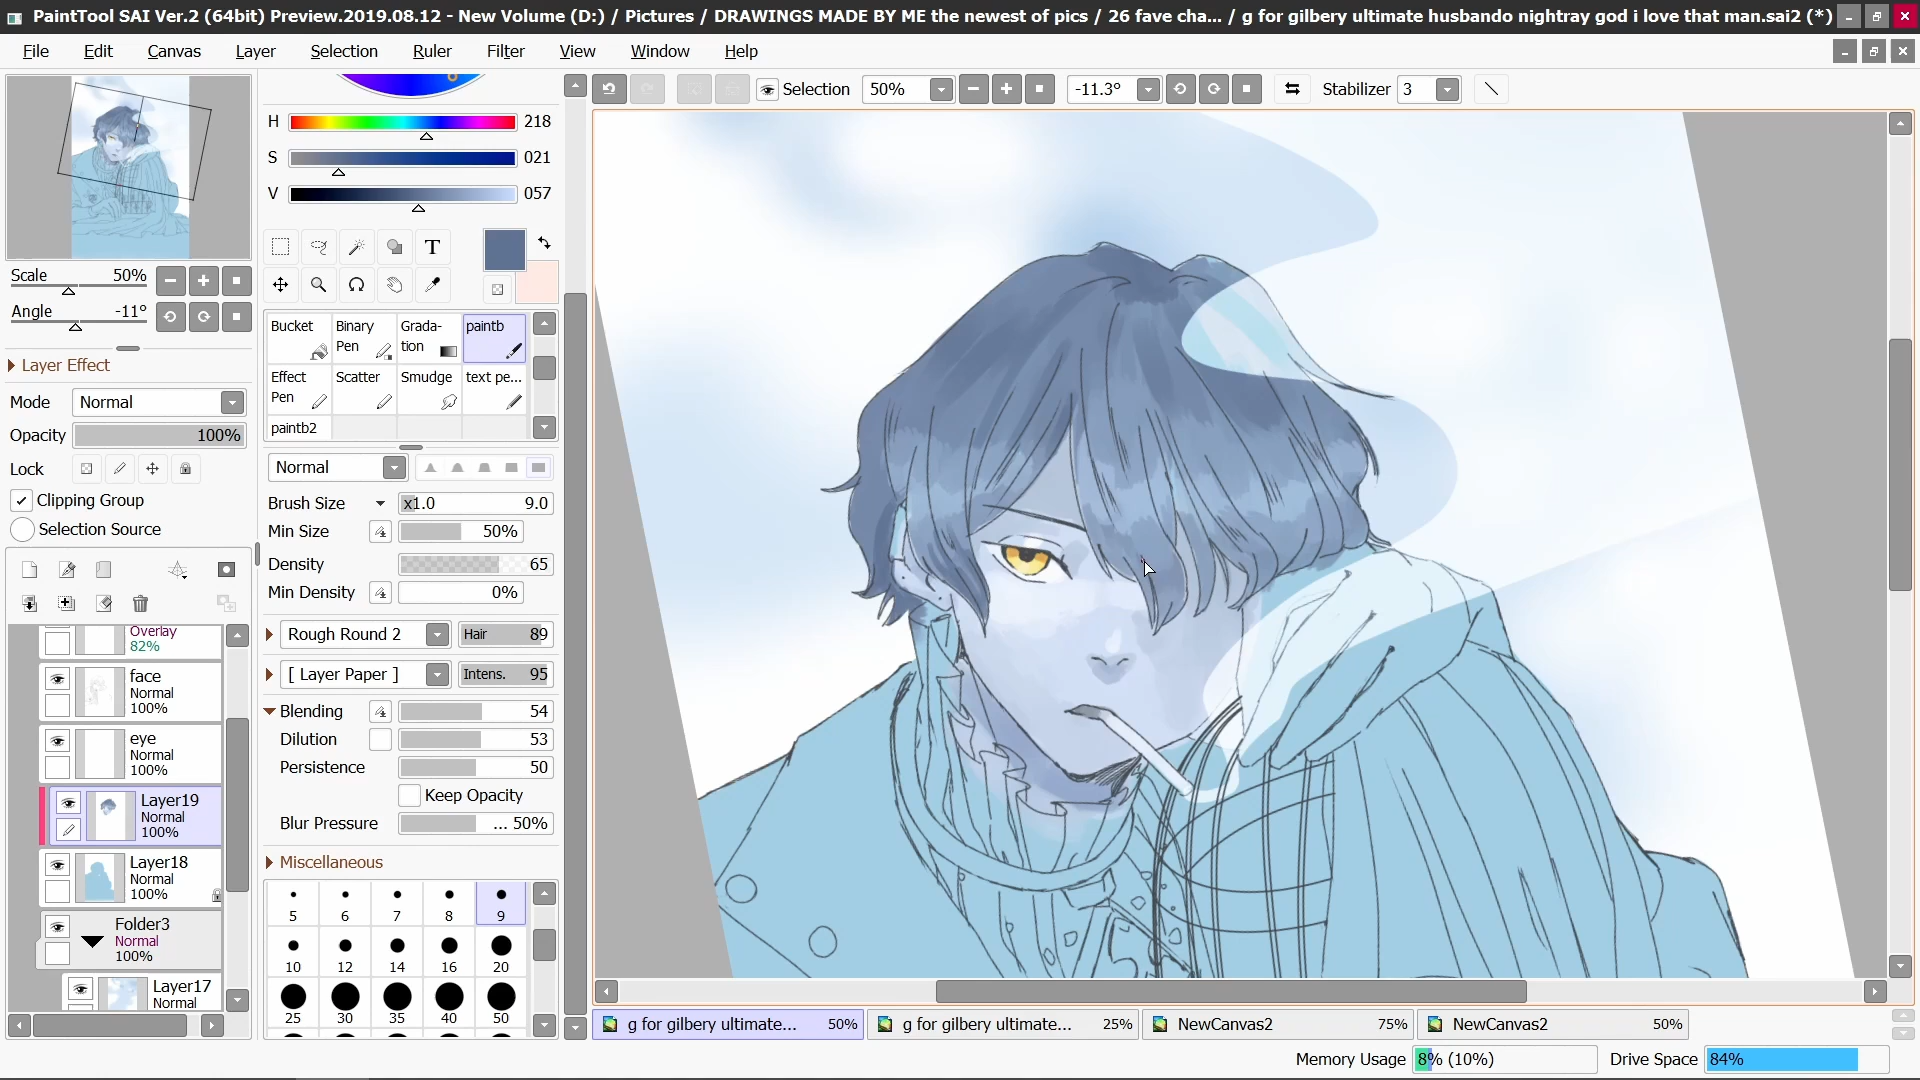 PaintTool SAI Ver.2 (64bit) Preview.2019.08.12 - New Volume (D:) / Pictures / DRAWINGS MADE BY ME the newest of pics / 26 fave cha... / g for gilbery ultimate husbando nightray god i love that man.sai2 (*)
File Edit Canvas Layer Selection Ruler Filter View Window Help
Selection 50% -11.3° Stabilizer 3
H 218
S 021
V 057
Scale 50%
Angle -11°
Layer Effect
Mode Normal
Opacity 100%
Lock
Clipping Group
Selection Source
Overlay
82%
face
Normal
100%
eye
Normal
100%
Layer19
Normal
100%
Layer18
Normal
100%
Folder3
Normal
100%
Layer17
Normal
T
Bucket
Binary
Pen
Grada-
tion
paintb
Effect
Pen
Scatter
Smudge
text pe...
paintb2
Normal
Brush Size x1.0 9.0
Min Size 50%
Density 65
Min Density 0%
Rough Round 2 Hair 89
[ Layer Paper ] Intens. 95
Blending 54
Dilution 53
Persistence 50
Keep Opacity
Blur Pressure ... 50%
Miscellaneous
5 6 7 8 9
10 12 14 16 20
25 30 35 40 50
g for gilbery ultimate... 50%
g for gilbery ultimate... 25%
NewCanvas2 75%
NewCanvas2 50%
Memory Usage 8% (10%) Drive Space 84%